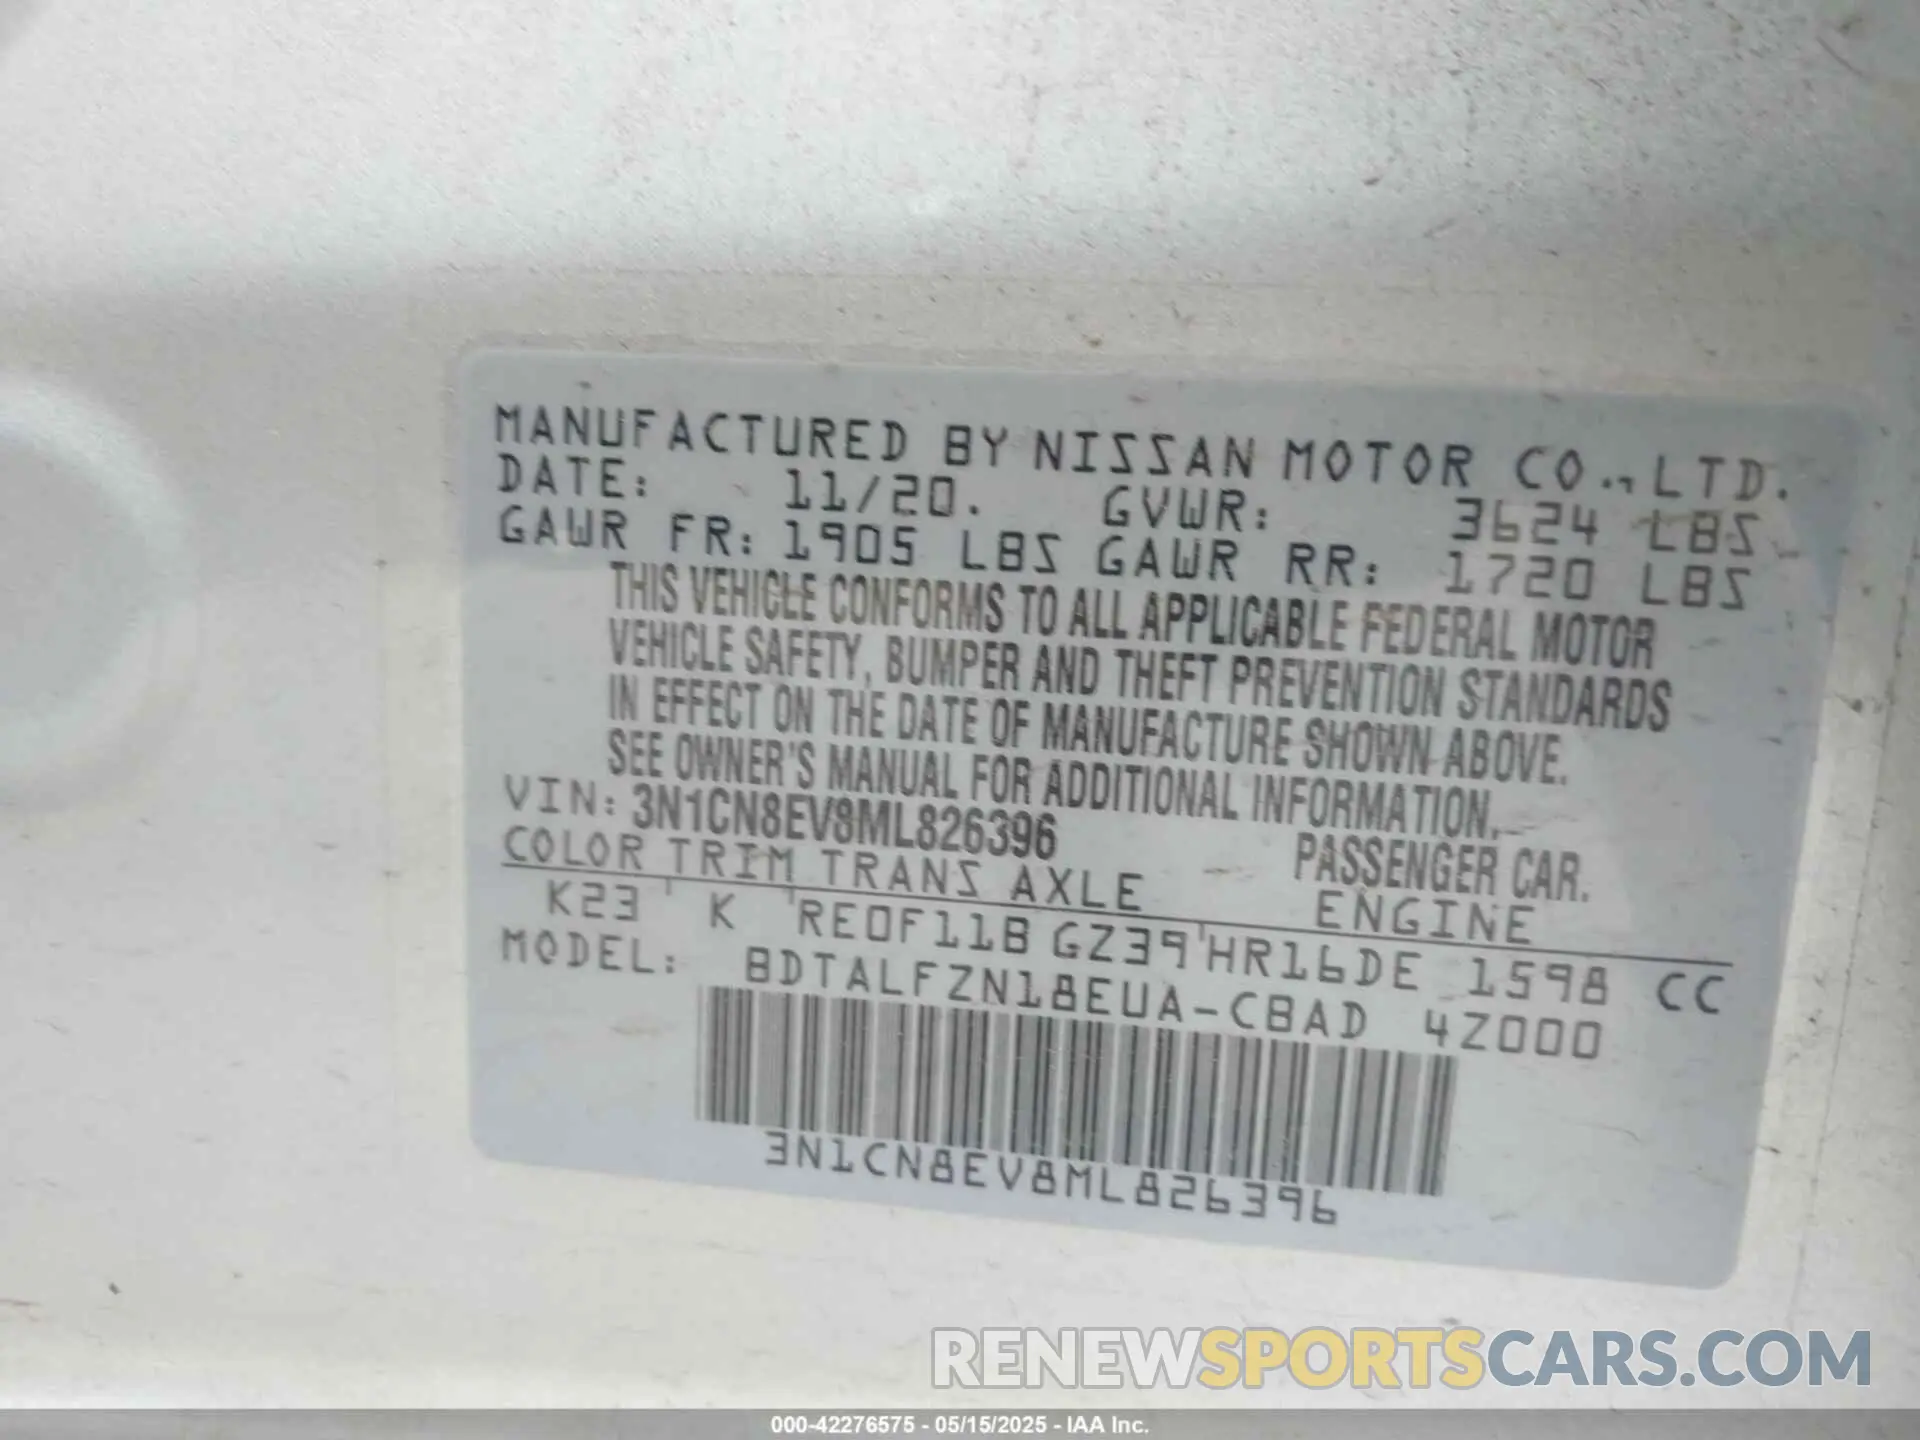 MANUFACTURED BY NISSAN MOTOR CO.,LTD.
DATE: 11/20. GVWR: 3624 LBS
GAWR FR: 1905 LBS GAWR RR: 1720 LBS
THIS VEHICLE CONFORMS TO ALL APPLICABLE FEDERAL MOTOR
VEHICLE SAFETY, BUMPER AND THEFT PREVENTION STANDARDS
IN EFFECT ON THE DATE OF MANUFACTURE SHOWN ABOVE.
SEE OWNER'S MANUAL FOR ADDITIONAL INFORMATION.
VIN: 3N1CN8EV8ML826396 PASSENGER CAR.
COLOR TRIM TRANS AXLE ENGINE
K23 K RE0F11B GZ39 HR16DE 1598 CC
MODEL: BDTALFZN18EUA-CBAD 4Z000
3N1CN8EV8ML826396
RENEWSPORTSCARS.COM
000-42276575 - 05/15/2025 - IAA Inc.